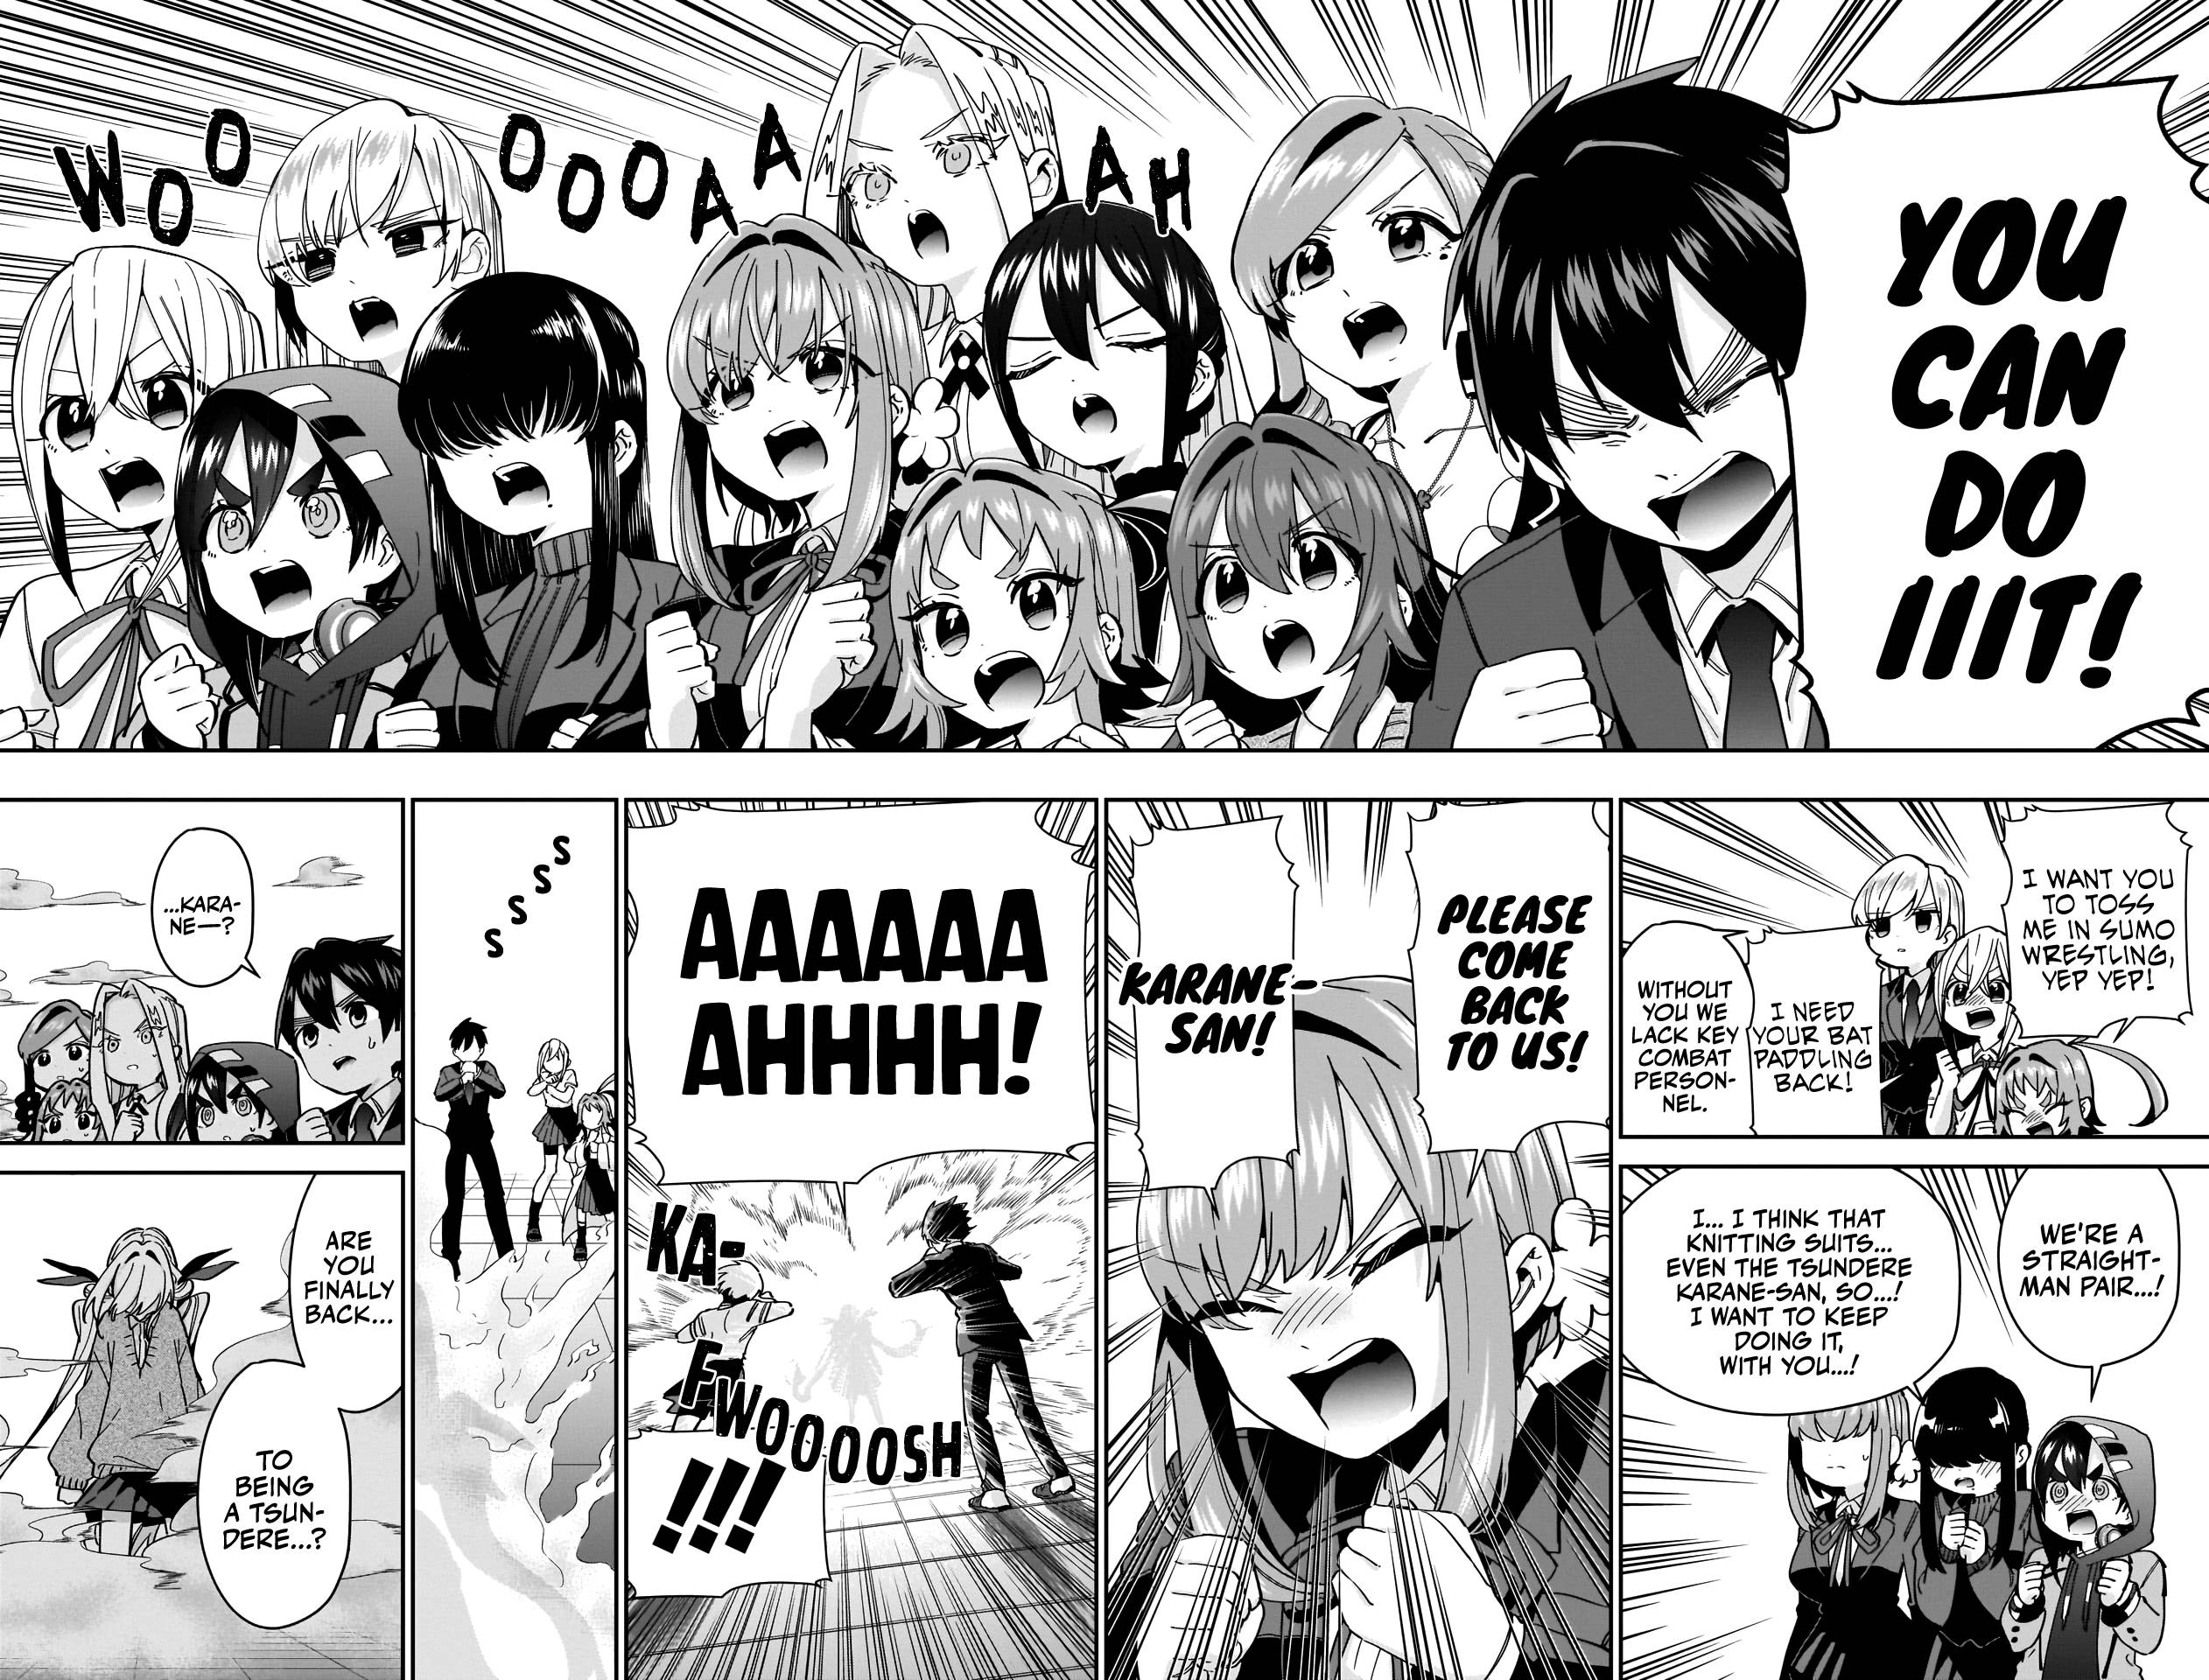 YOU
CAN
DO
IIIT!
WOO
OOOAA
AH
I WANT YOU
TO TOSS
ME IN SUMO
WRESTLING,
YEP YEP!
I NEED
YOUR BAT
PADDLING
BACK!
WITHOUT
YOU WE
LACK KEY
COMBAT
PERSON-
NEL.
WE'RE A
STRAIGHT-
MAN PAIR...!
I... I THINK THAT
KNITTING SUITS...
EVEN THE TSUNDERE
KARANE-SAN, SO...!
I WANT TO KEEP
DOING IT,
WITH YOU...!
PLEASE
COME
BACK
TO US!
KARANE-
SAN!
AAAAAA
AHHHH!
KA-
FWOOOOSH
!!!
SSSS
...KARA-
NE—?
ARE
YOU
FINALLY
BACK...
TO
BEING
A TSUN-
DERE...?